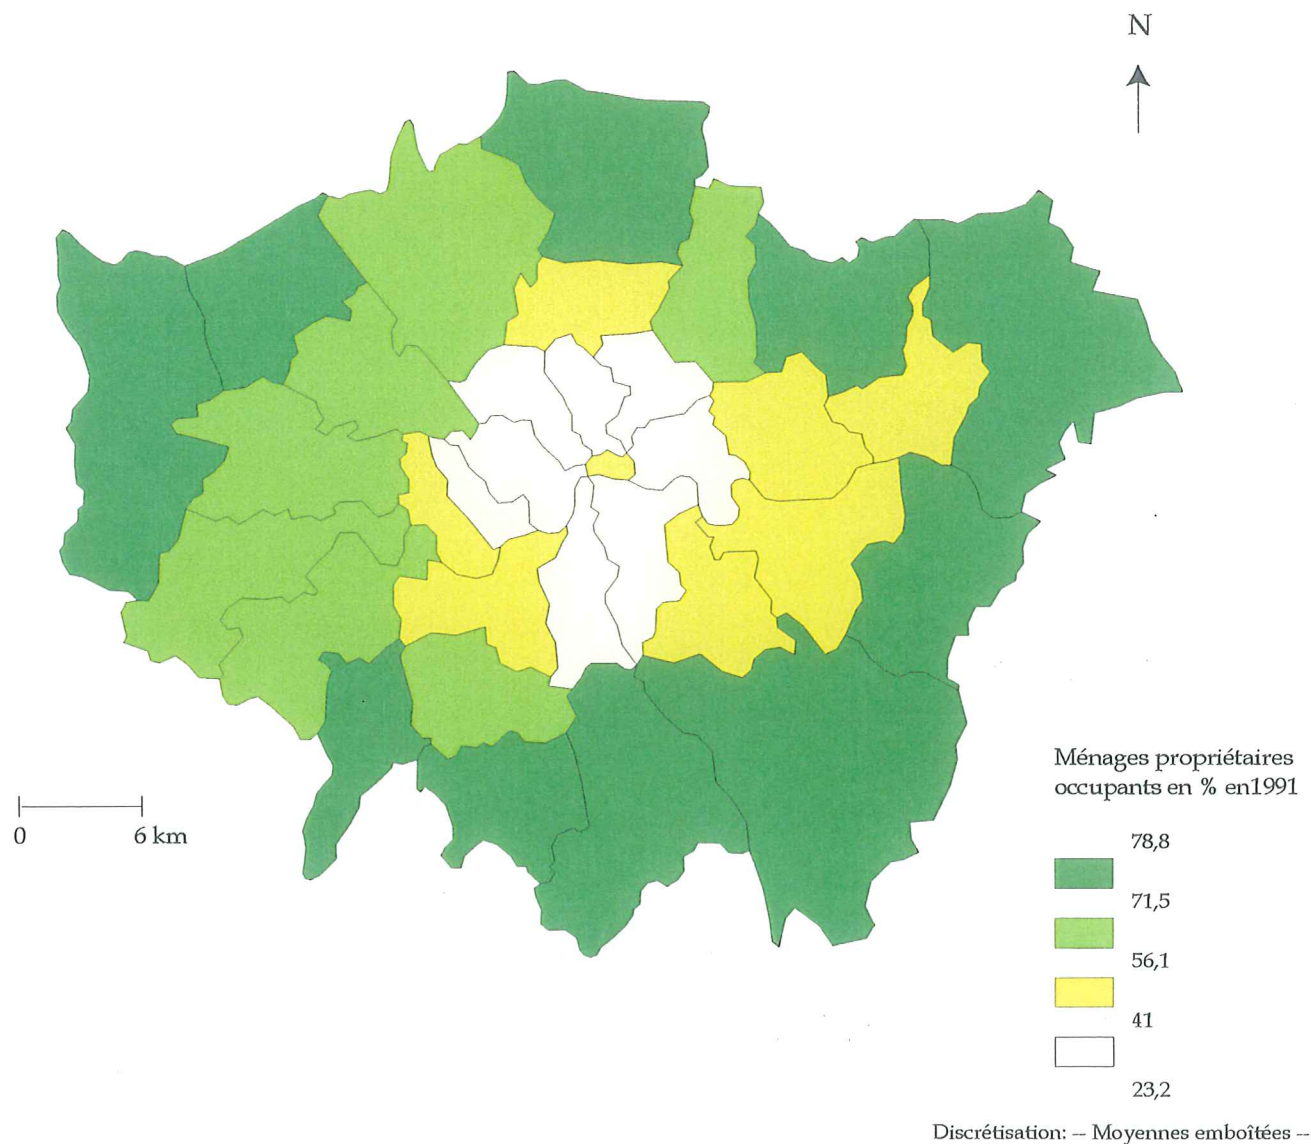 N
0 6 km
Ménages propriétaires
occupants en % en1991
78,8
71,5
56,1
41
23,2
Discrétisation: -- Moyennes emboîtées --